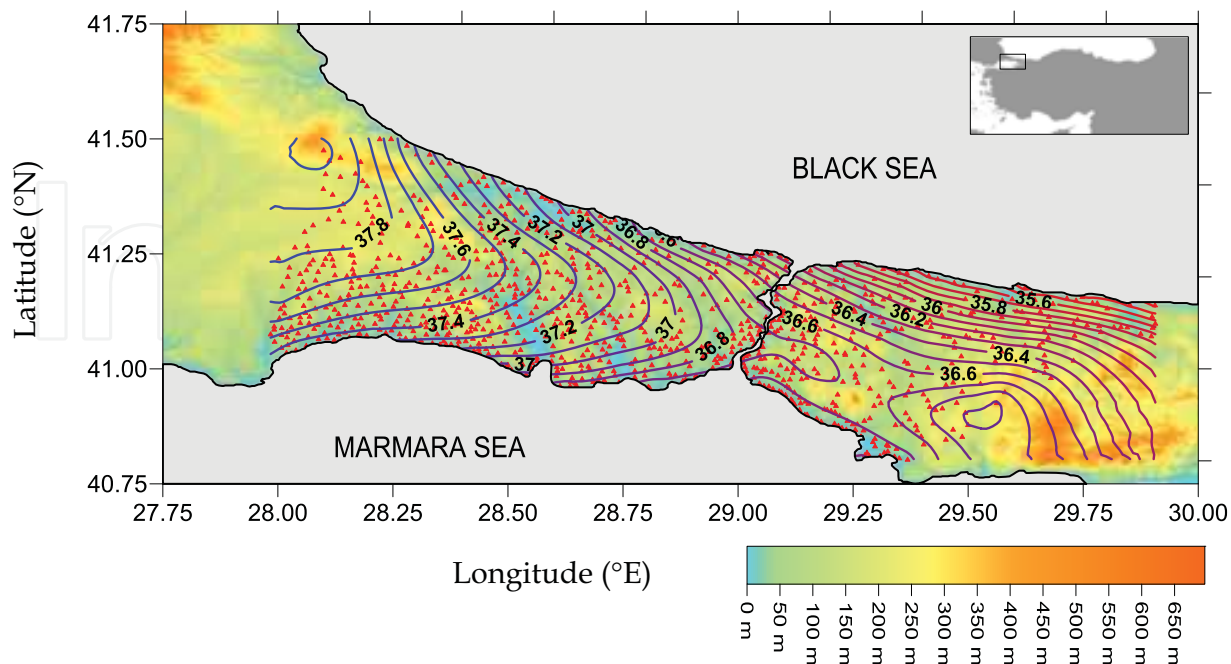 41.75
41.50
41.25
41.00
40.75
Latitude (°N)
BLACK SEA
MARMARA SEA
37.8
37.6
37.4
37.2
37
36.8
37.4
37.2
37
36.8
37
36.6
36.4
36.2
36
35.8
35.6
36.4
36.6
27.75 28.00 28.25 28.50 28.75 29.00 29.25 29.50 29.75 30.00
Longitude (°E)
0 m
50 m
100 m
150 m
200 m
250 m
300 m
350 m
400 m
450 m
500 m
550 m
600 m
650 m